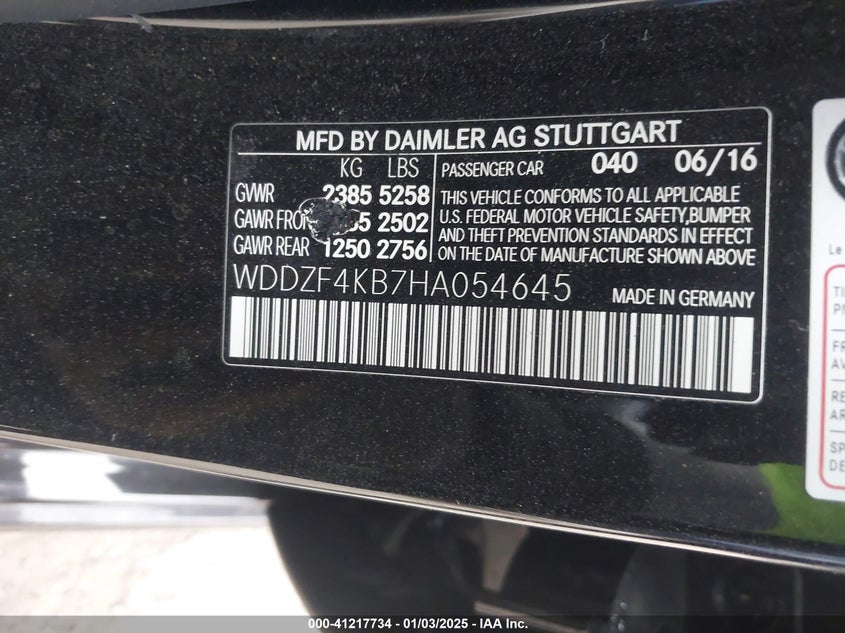 MFD BY DAIMLER AG STUTTGART
KG LBS
GVWR 2385 5258
GAWR 2502
GAWR REAR 1250 2756
PASSENGER CAR 040 06/16
THIS VEHICLE CONFORMS TO ALL APPLICABLE
U.S. FEDERAL MOTOR VEHICLE SAFETY,BUMPER
AND THEFT PREVENTION STANDARDS IN EFFECT
ON THE DATE OF MANUFACTURE SHOWN ABOVE
WDDZF4KB7HA054645 MADE IN GERMANY
Le
000-41217734 - 01/03/2025 - IAA, Inc.